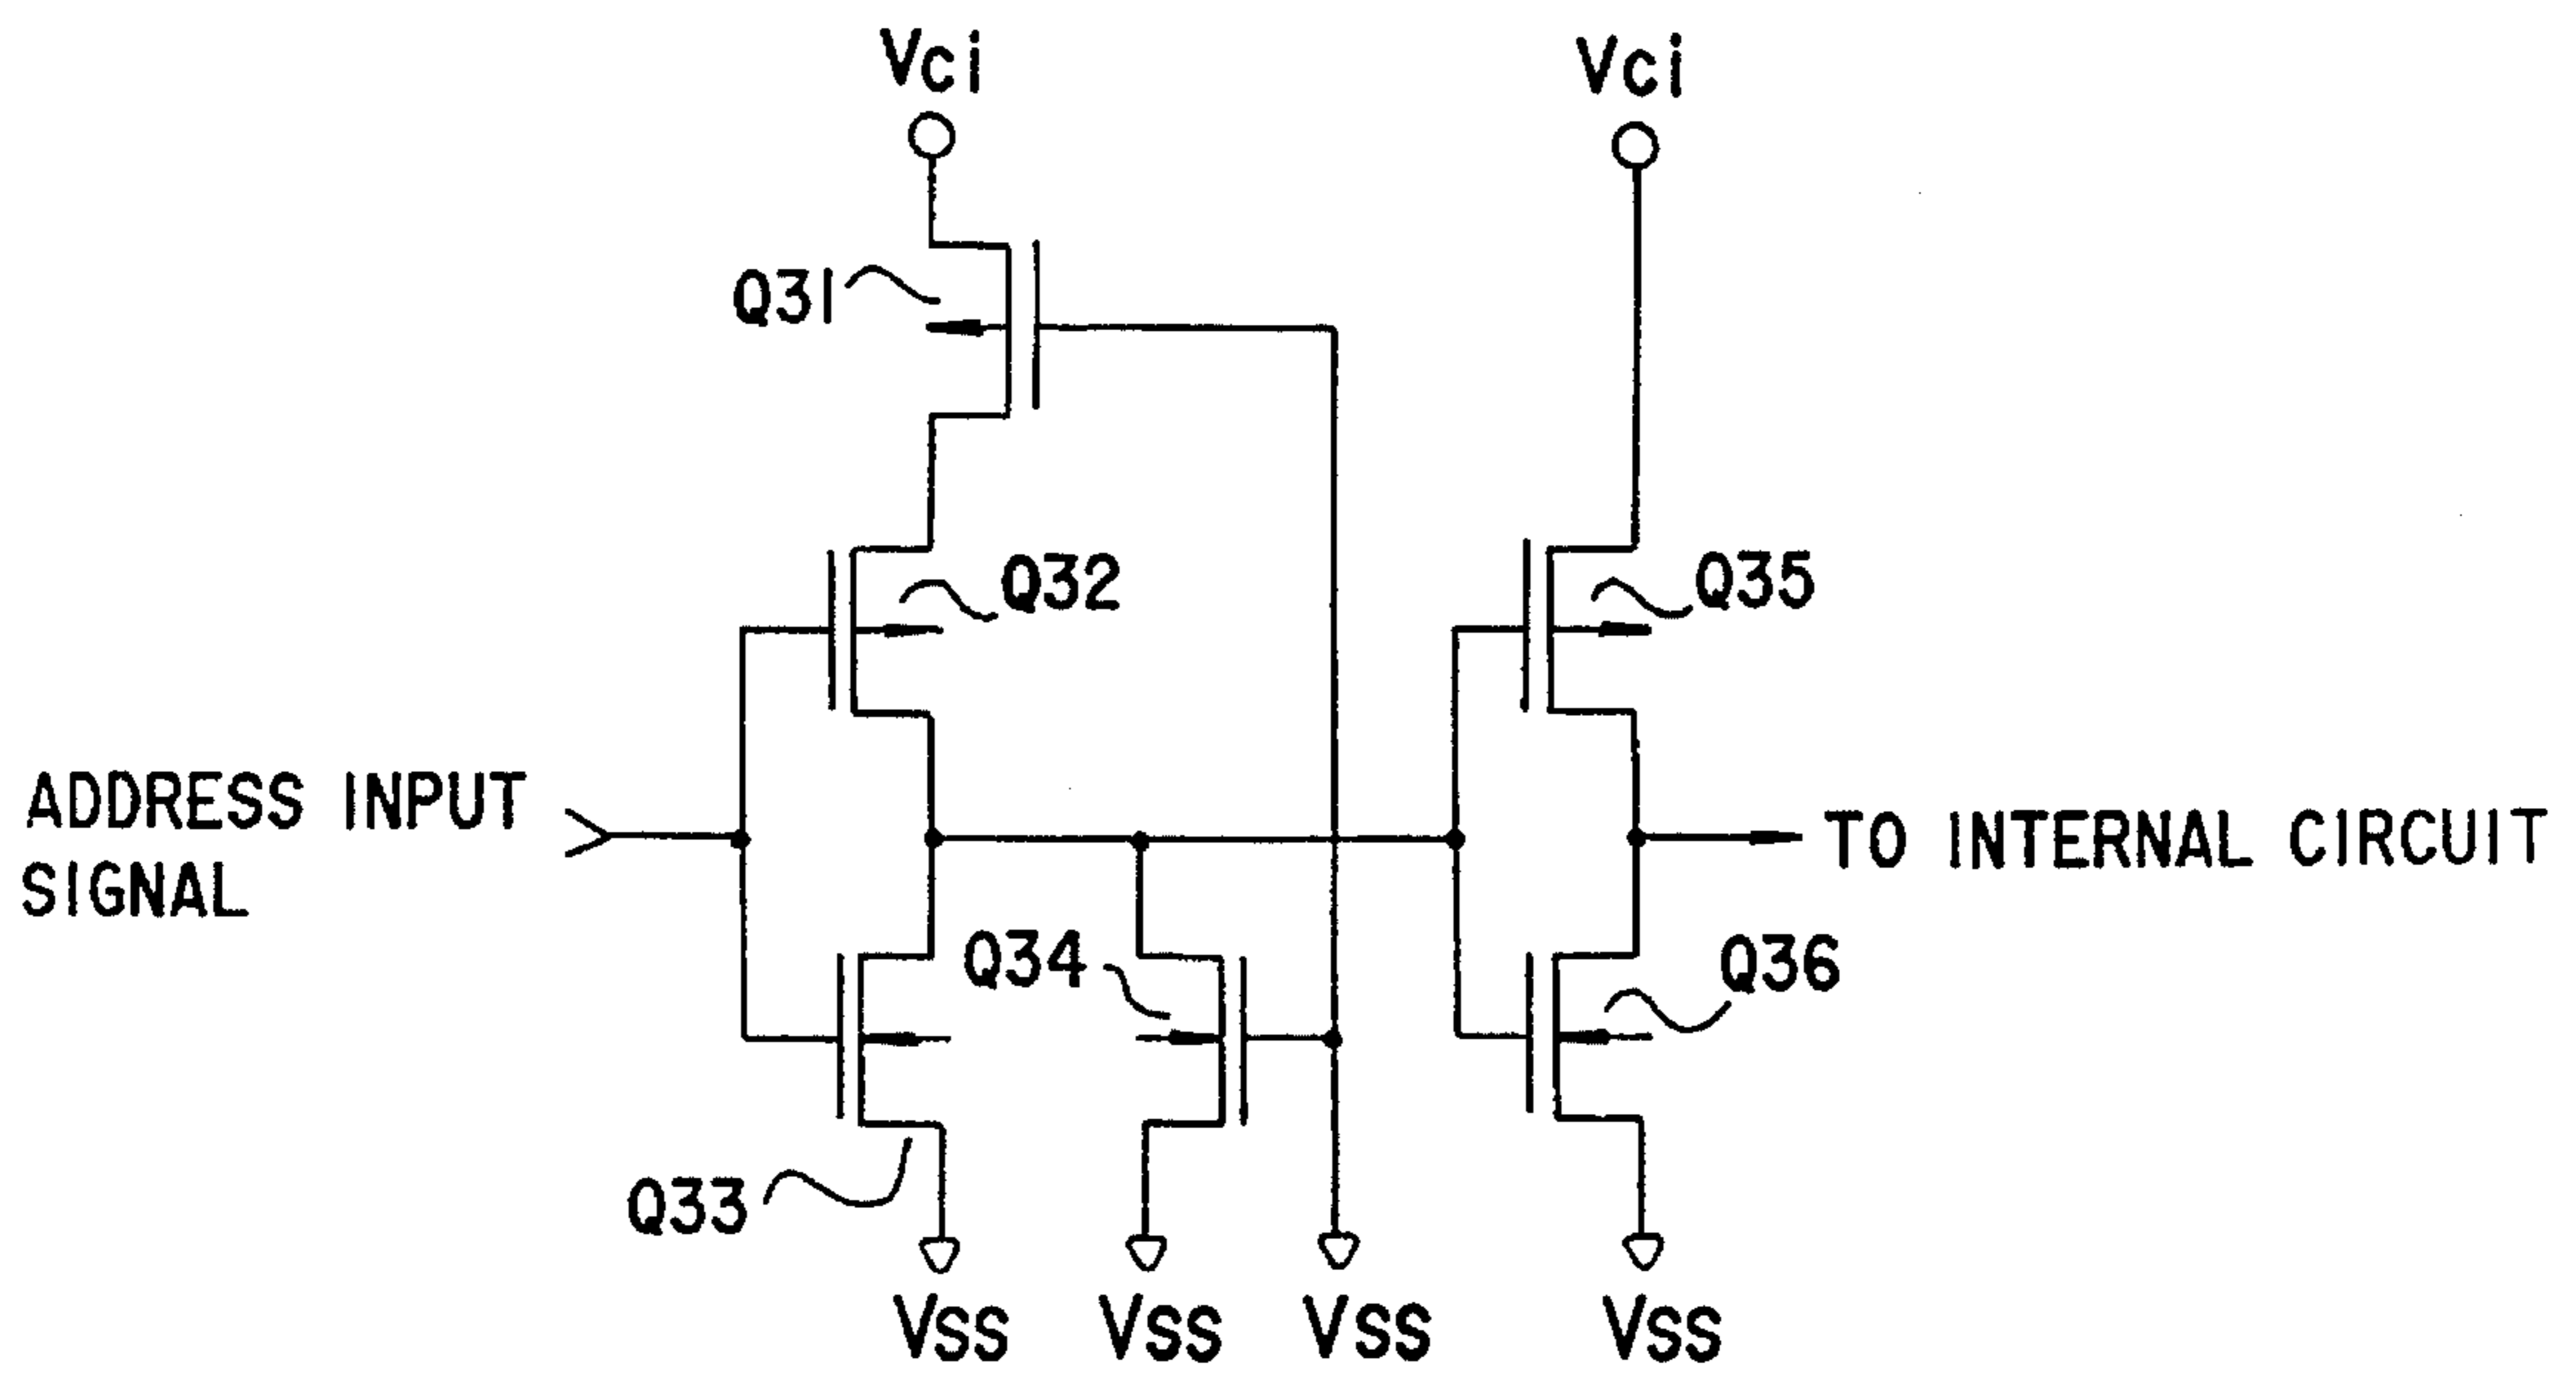 Vci
Vci
Q31
Q32
Q35
ADDRESS INPUT
SIGNAL
TO INTERNAL CIRCUIT
Q34
Q36
Q33
VSS
VSS
VSS
VSS